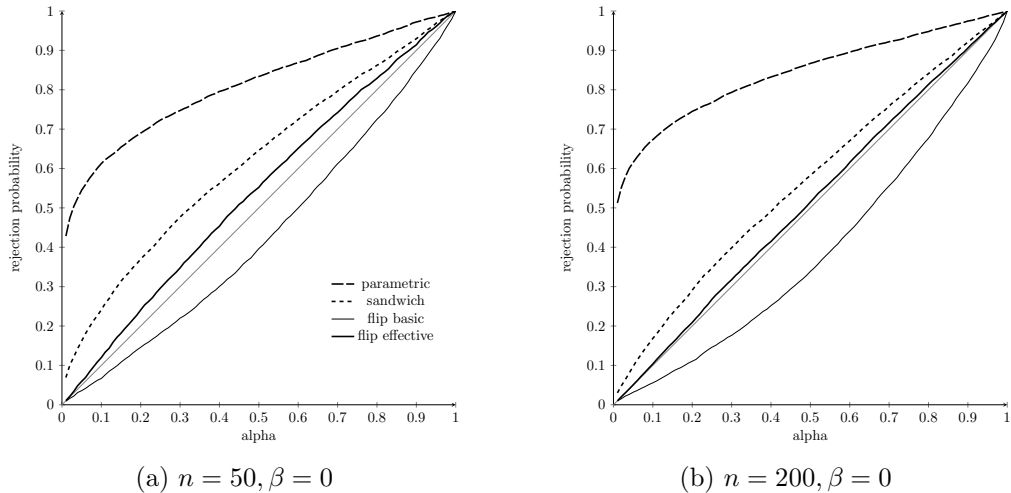 1
0.9
0.8
0.7
0.6
0.5
0.4
0.3
0.2
0.1
0
rejection probability
parametric
sandwich
flip basic
flip effective
0 0.1 0.2 0.3 0.4 0.5 0.6 0.7 0.8 0.9 1
alpha
(a) n = 50, β = 0
1
0.9
0.8
0.7
0.6
0.5
0.4
0.3
0.2
0.1
0
rejection probability
0 0.1 0.2 0.3 0.4 0.5 0.6 0.7 0.8 0.9 1
alpha
(b) n = 200, β = 0